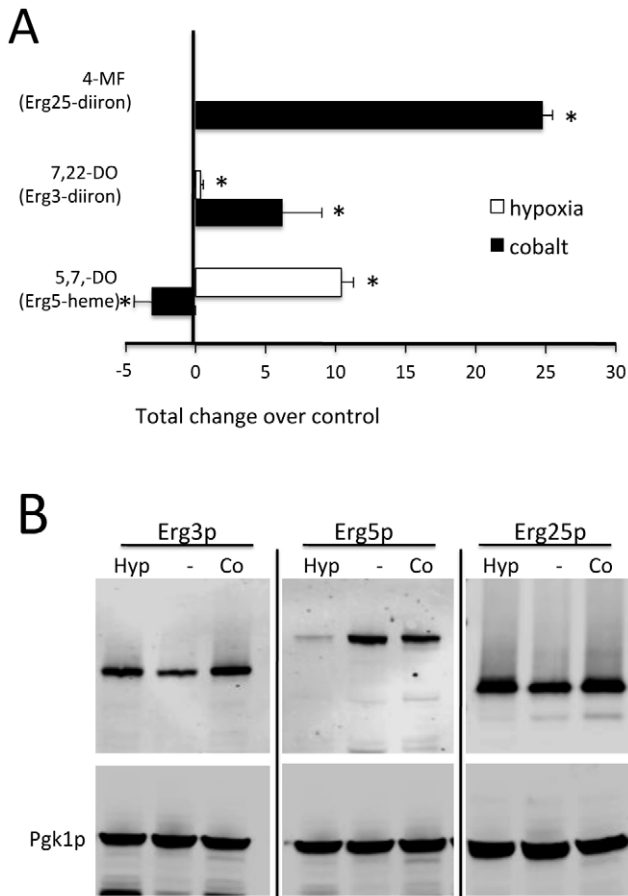 A
4-MF
(Erg25-diiron)
*
7,22-DO
(Erg3-diiron)
*
*
hypoxia
cobalt
5,7,-DO
(Erg5-heme)
*
*
-5 0 5 10 15 20 25 30
Total change over control
B
Erg3p Erg5p Erg25p
Hyp - Co Hyp - Co Hyp - Co
Pgk1p